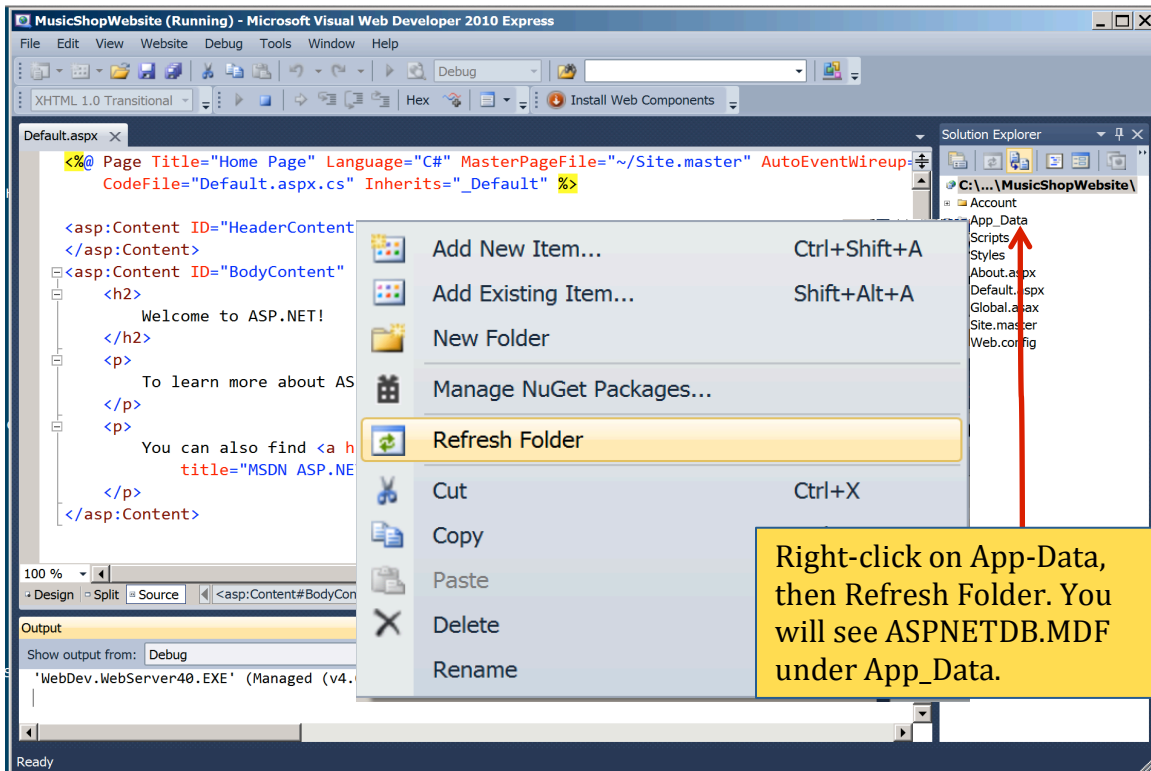 MusicShopWebsite (Running) - Microsoft Visual Web Developer 2010 Express
File Edit View Website Debug Tools Window Help
Debug
XHTML 1.0 Transitional Hex Install Web Components
Default.aspx
<%@ Page Title="Home Page" Language="C#" MasterPageFile="~/Site.master" AutoEventWireup=
CodeFile="Default.aspx.cs" Inherits="_Default" %>
<asp:Content ID="HeaderContent
</asp:Content>
<asp:Content ID="BodyContent"
<h2>
Welcome to ASP.NET!
</h2>
<p>
To learn more about AS
</p>
<p>
You can also find <a h
title="MSDN ASP.NE
</p>
</asp:Content>
100 %
Design Split Source <asp:Content#BodyCon
Output
Show output from: Debug
'WebDev.WebServer40.EXE' (Managed (v4.
Ready
Add New Item... Ctrl+Shift+A
Add Existing Item... Shift+Alt+A
New Folder
Manage NuGet Packages...
Refresh Folder
Cut Ctrl+X
Copy
Paste
Delete
Rename
Solution Explorer
C:\...\MusicShopWebsite\
Account
App_Data
Scripts
Styles
About.aspx
Default.aspx
Global.asax
Site.master
Web.config
Right-click on App-Data,
then Refresh Folder. You
will see ASPNETDB.MDF
under App_Data.